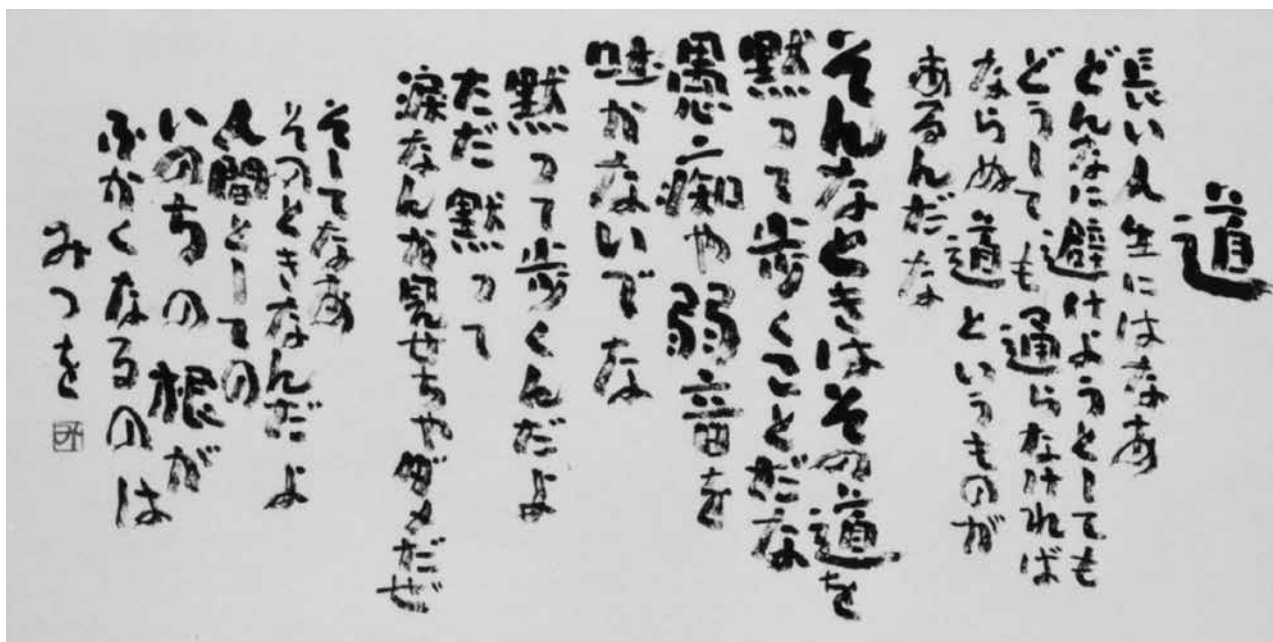 道
長い人生にはなあ
どんなに避けようとしても
どうしても通らなければ
ならぬ道というものが
あるんだな
そんなときはその道を
黙って歩くことだな
愚痴や弱音を
吐かないでな
黙って歩くんだよ
ただ黙って
涙なんか見せちゃダメだぜ
そしてなあ
そのときなんだよ
人間としての
いのちの根が
ふかくなるのは
みつを